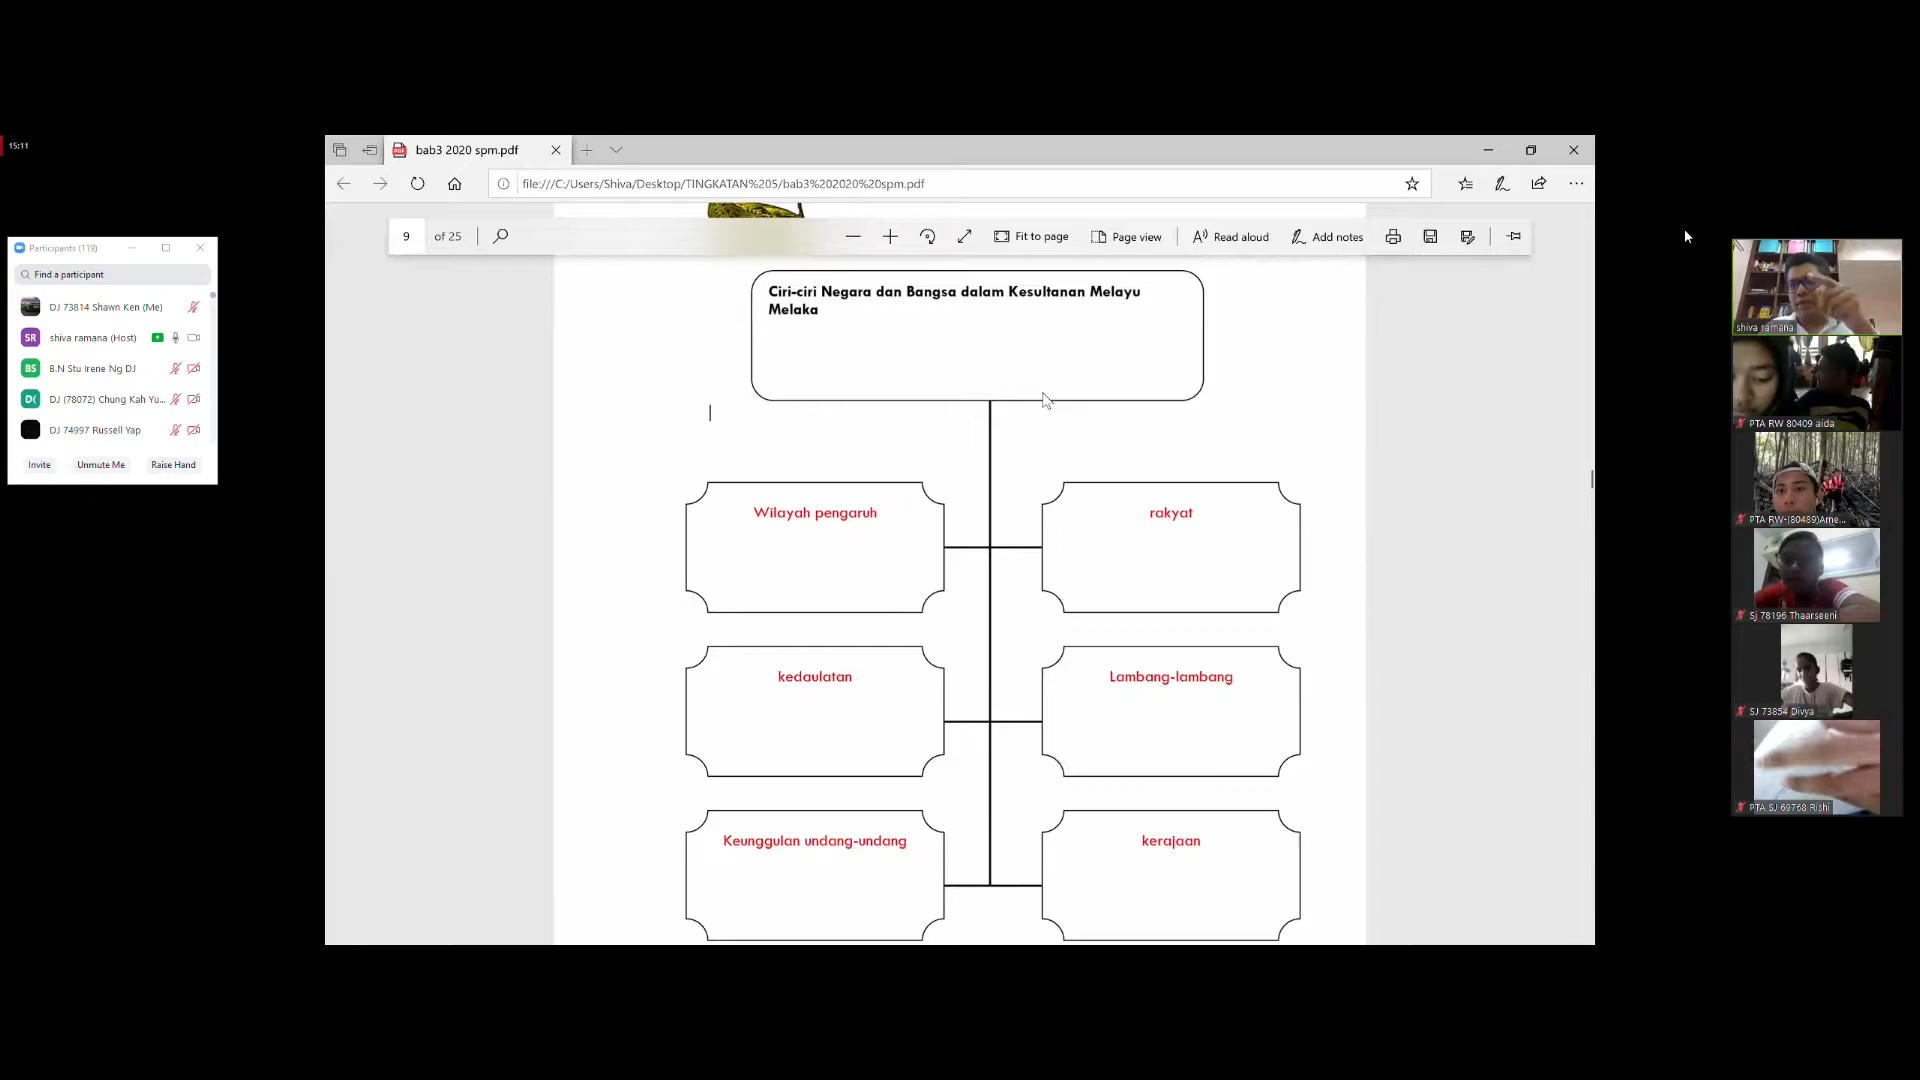 15:11
Participants (119)
Find a participant
DJ 73814 Shawn Ken (Me)
SR shiva ramana (Host)
BS B.N Stu Irene Ng DJ
D( DJ (78072) Chung Kah Yu...
DJ 74997 Russell Yap
Invite Unmute Me Raise Hand
PDF bab3 2020 spm.pdf
file:///C:/Users/Shiva/Desktop/TINGKATAN%205/bab3%202020%20spm.pdf
9 of 25 Fit to page Page view Read aloud Add notes
Ciri-ciri Negara dan Bangsa dalam Kesultanan Melayu
Melaka
Wilayah pengaruh
rakyat
kedaulatan
Lambang-lambang
Keunggulan undang-undang
kerajaan
shiva ramana
PTA RW 80409 aida
PTA RW-(80489)Ame...
SJ 78196 Thaarseeni
SJ 73854 Divya
PTA SJ 69768 Rishi